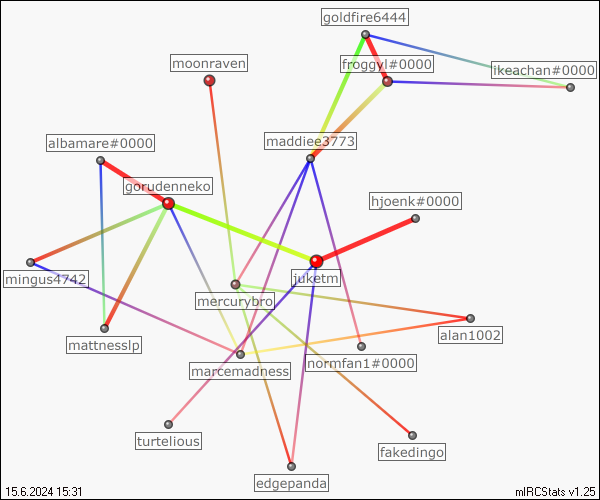 goldfire6444
moonraven
froggyl#0000
ikeachan#0000
albamare#0000
maddiee3773
gorudenneko
hjoenk#0000
mingus4742
juketm
mercurybro
mattnesslp
alan1002
marcemadness
normfan1#0000
turtelious
fakedingo
edgepanda
15.6.2024 15:31
mIRCStats v1.25